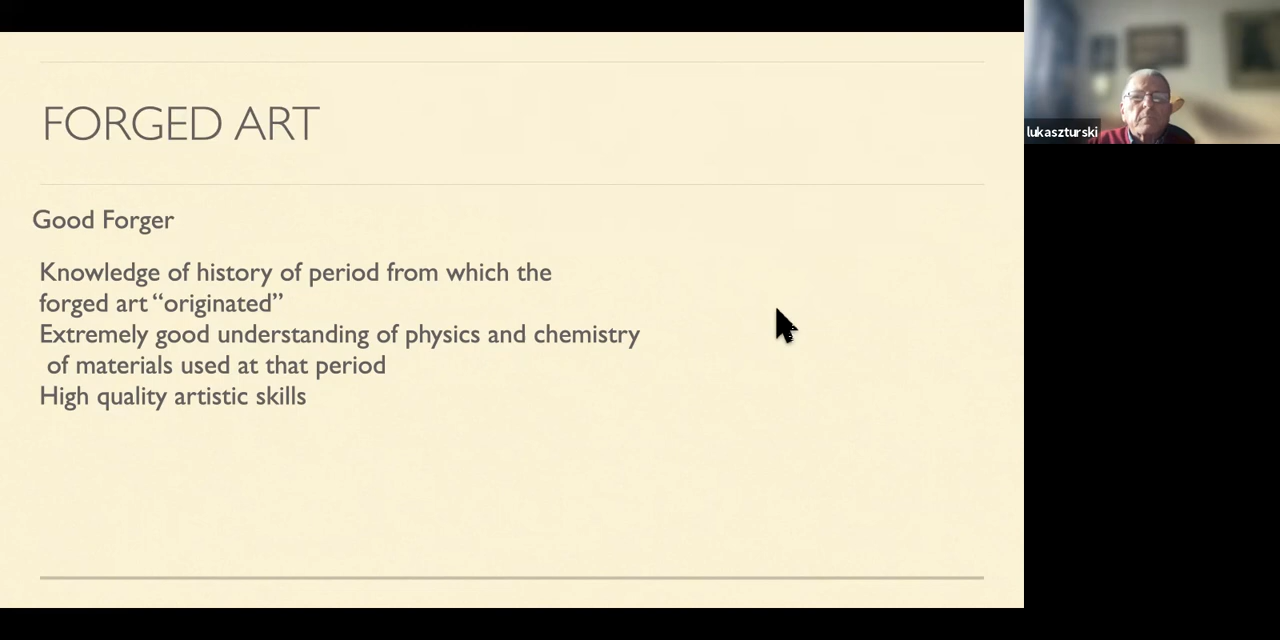 FORGED ART
Good Forger
Knowledge of history of period from which the
forged art “originated”
Extremely good understanding of physics and chemistry
of materials used at that period
High quality artistic skills
lukaszturski